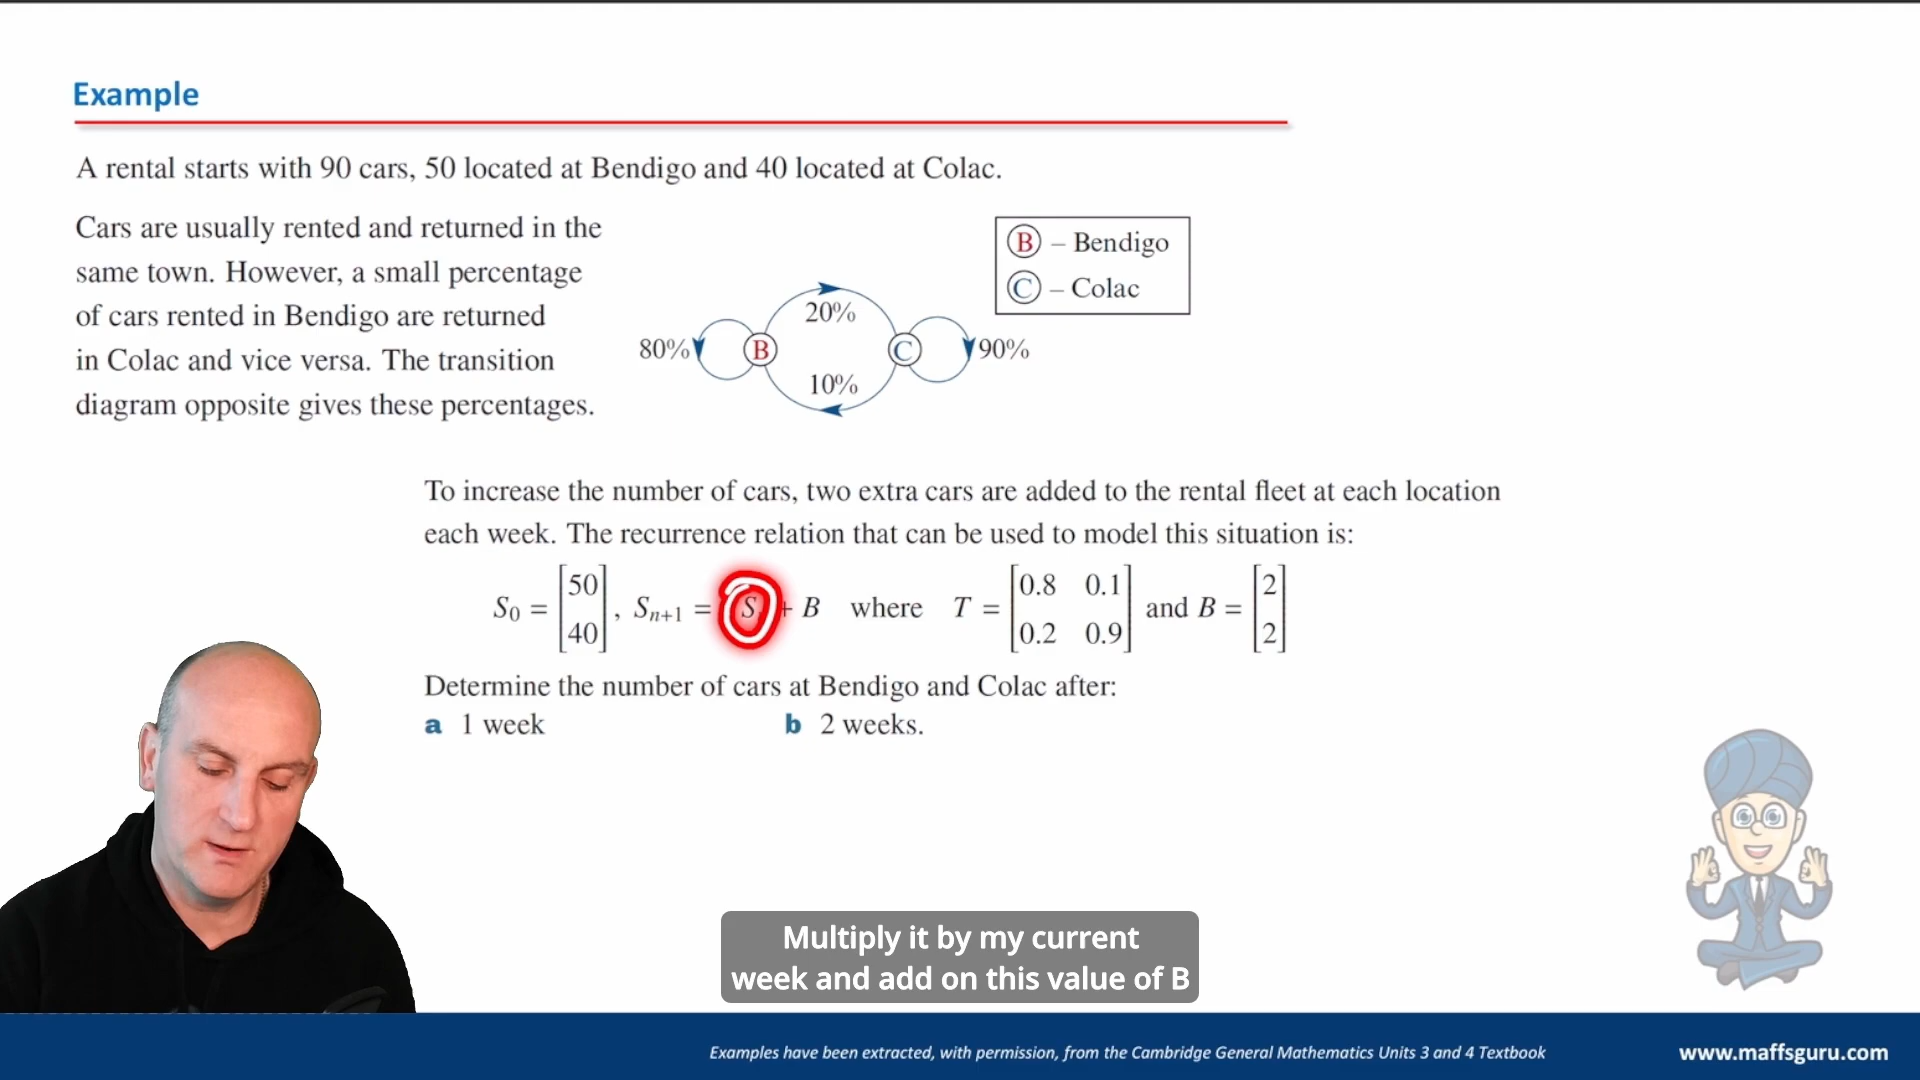 Example
A rental starts with 90 cars, 50 located at Bendigo and 40 located at Colac.
Cars are usually rented and returned in the
same town. However, a small percentage
of cars rented in Bendigo are returned
in Colac and vice versa. The transition
diagram opposite gives these percentages.
B – Bendigo
C – Colac
20%
80% B C 90%
10%
To increase the number of cars, two extra cars are added to the rental fleet at each location
each week. The recurrence relation that can be used to model this situation is:
S0 = [50 40], Sn+1 = S + B where T = [0.8 0.1 0.2 0.9] and B = [2 2]
Determine the number of cars at Bendigo and Colac after:
a 1 week b 2 weeks.
Multiply it by my current
week and add on this value of B
Examples have been extracted, with permission, from the Cambridge General Mathematics Units 3 and 4 Textbook
www.maffsguru.com